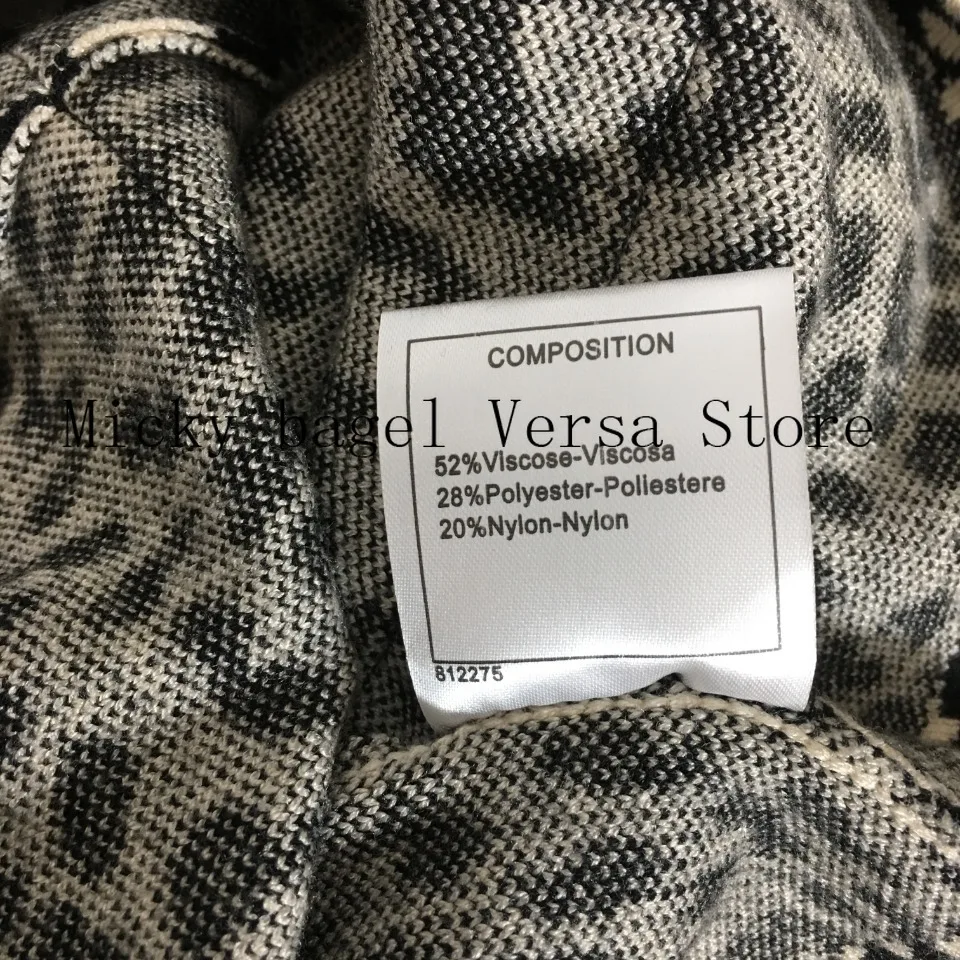 COMPOSITION
Micky bagel Versa Store
52%Viscose-Viscosa
28%Polyester-Poliestere
20%Nylon-Nylon
812275